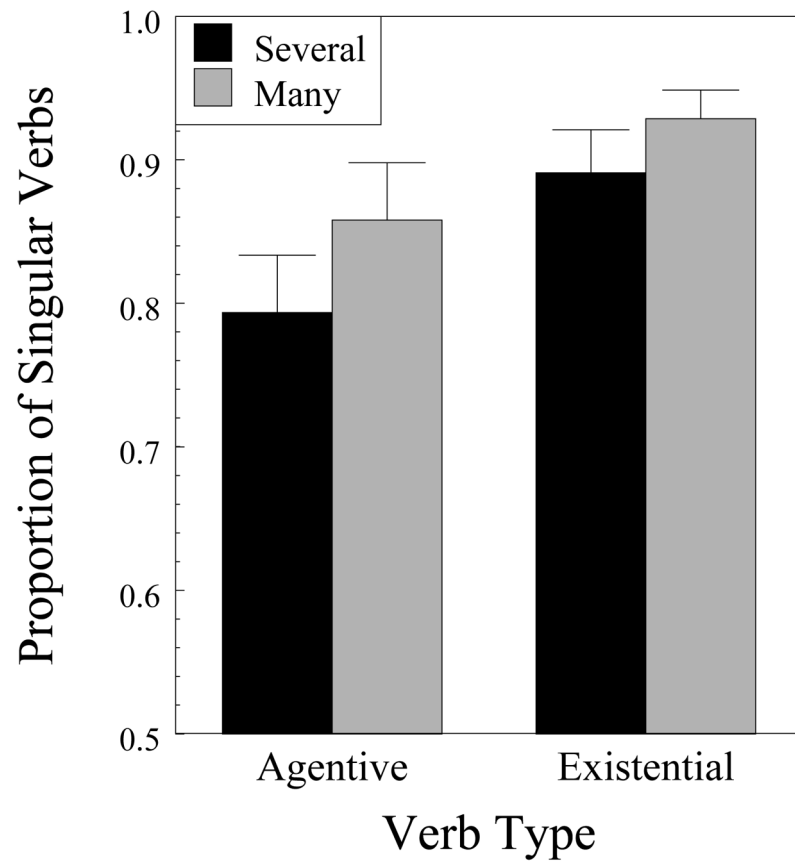 Several
Many
Proportion of Singular Verbs
1.0
0.9
0.8
0.7
0.6
0.5
Agentive Existential
Verb Type